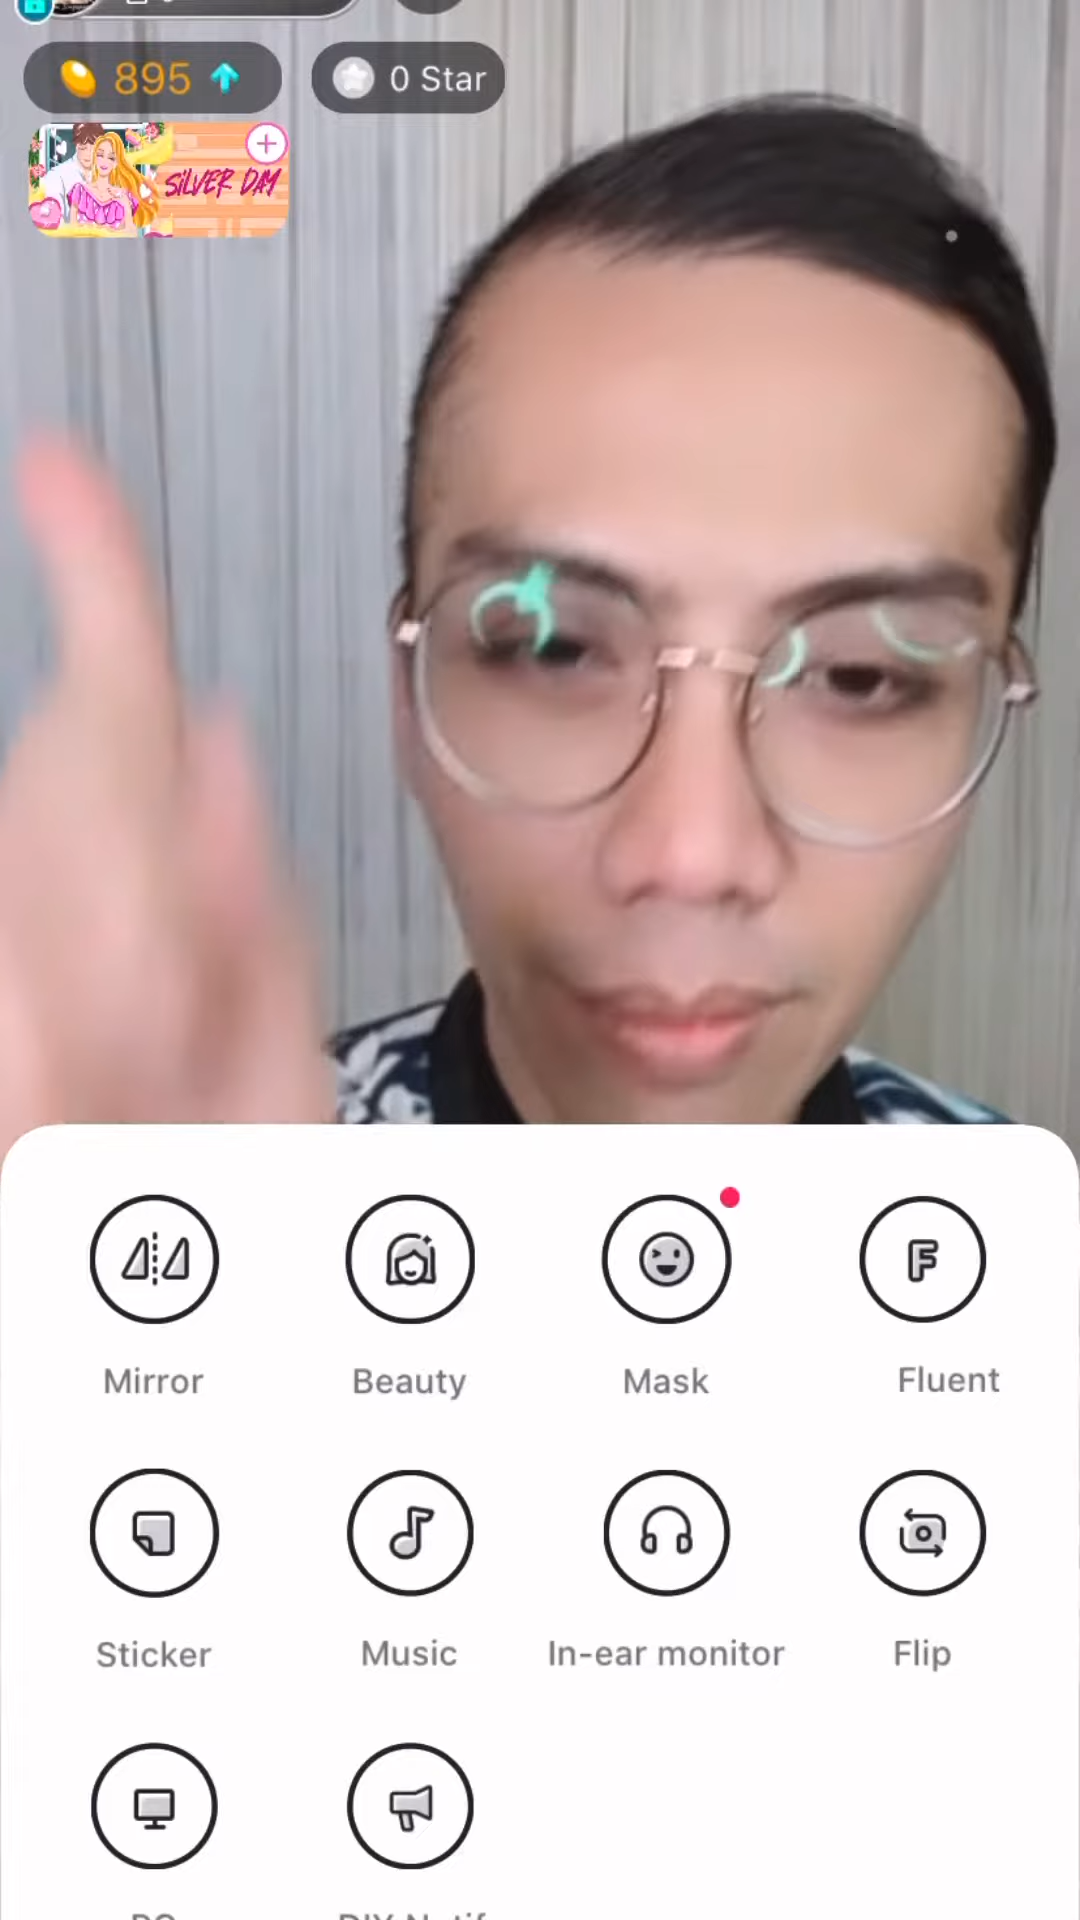 895
0 Star
SILVER DAY
Mirror
Beauty
Mask
F
Fluent
Sticker
Music
In-ear monitor
Flip